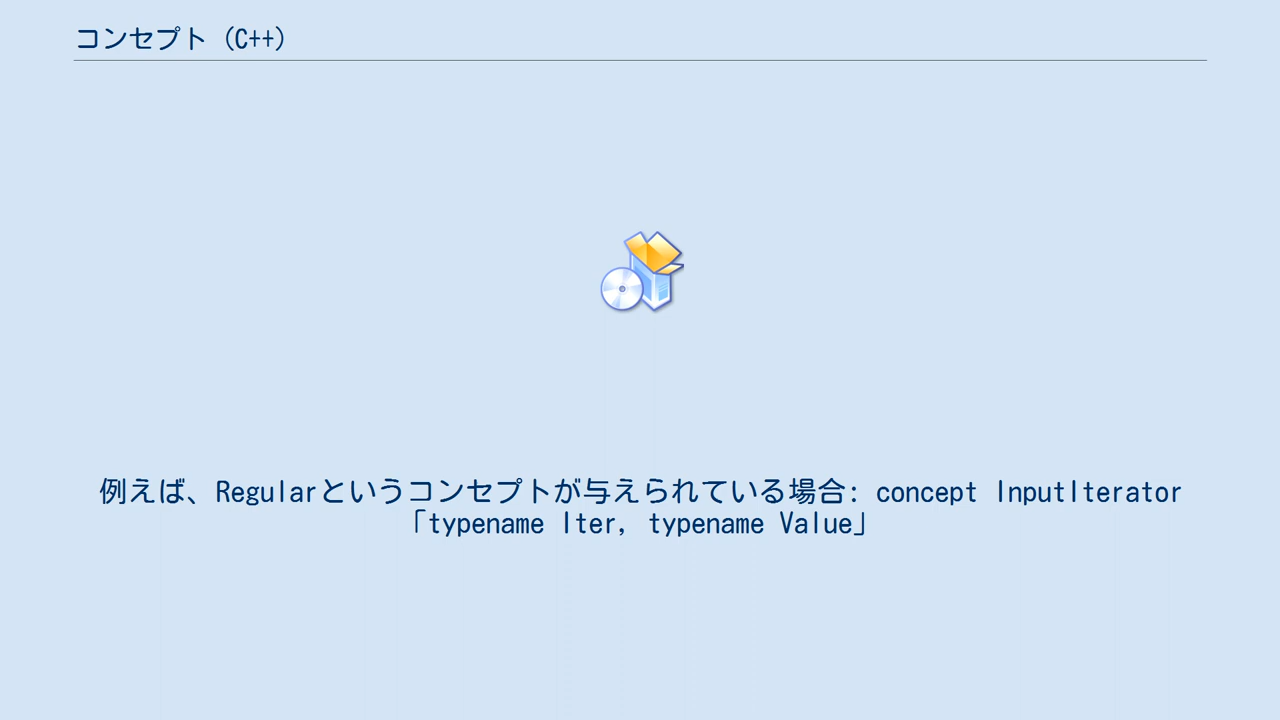 コンセプト (C++)
例えば、Regularというコンセプトが与えられている場合: concept InputIterator
「typename Iter, typename Value」